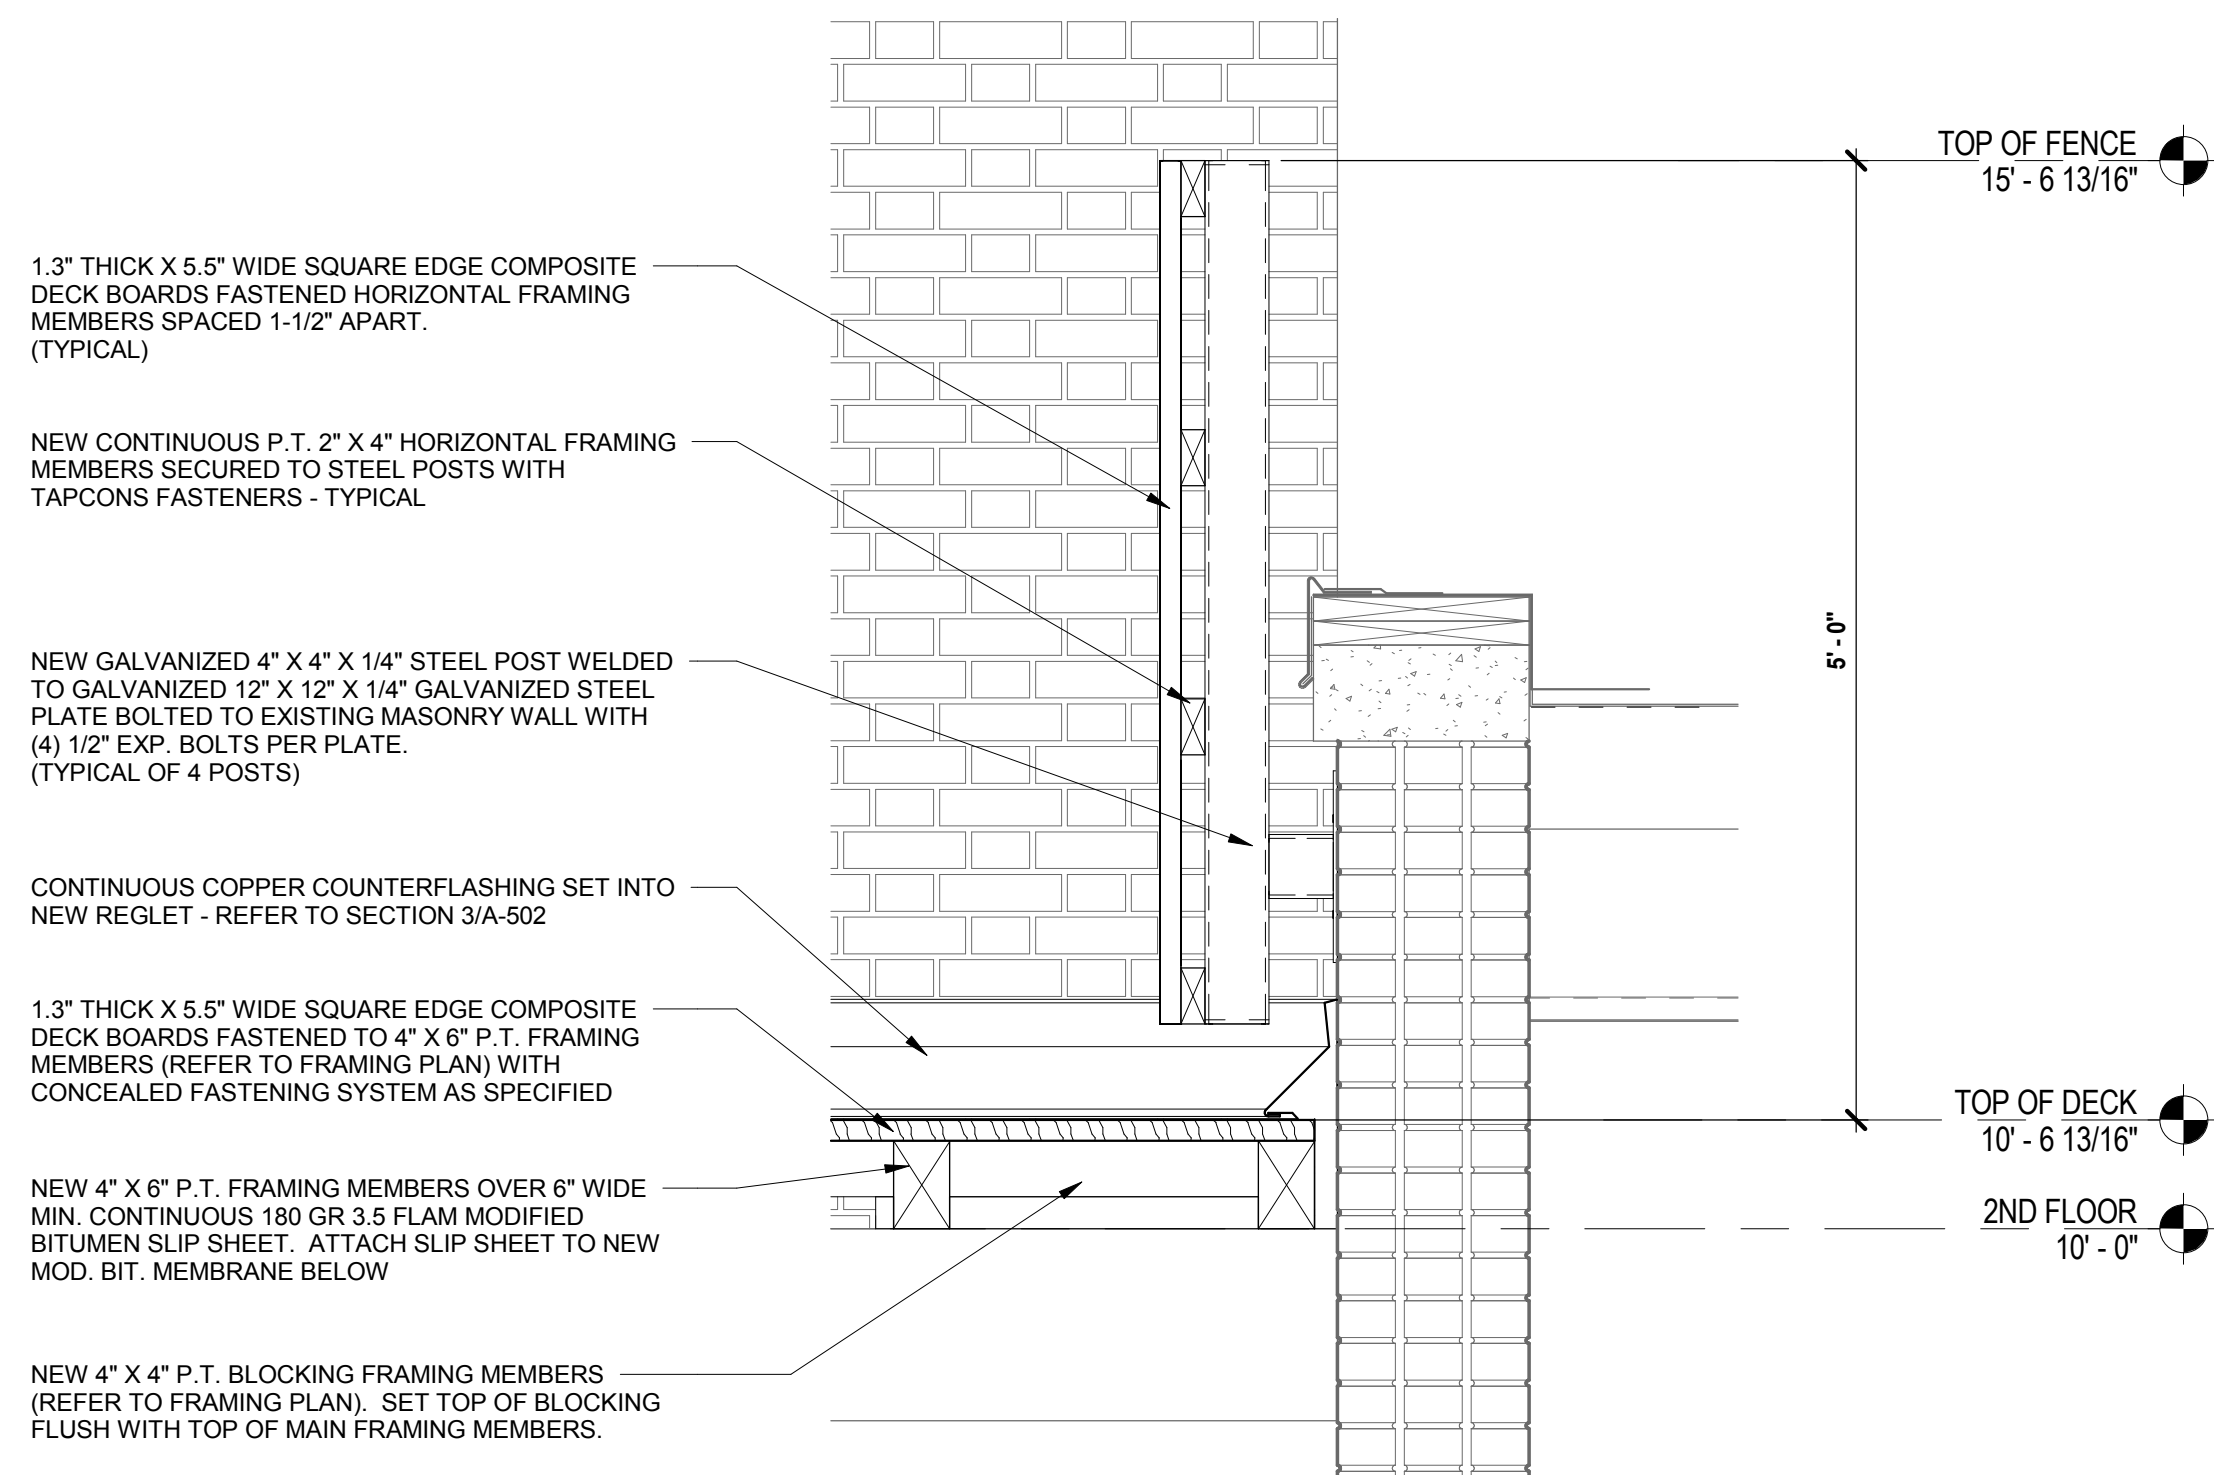 TOP OF FENCE
15' - 6 13/16"
1.3" THICK X 5.5" WIDE SQUARE EDGE COMPOSITE
DECK BOARDS FASTENED HORIZONTAL FRAMING
MEMBERS SPACED 1-1/2" APART.
(TYPICAL)
NEW CONTINUOUS P.T. 2" X 4" HORIZONTAL FRAMING
MEMBERS SECURED TO STEEL POSTS WITH
TAPCONS FASTENERS - TYPICAL
5' - 0"
NEW GALVANIZED 4" X 4" X 1/4" STEEL POST WELDED
TO GALVANIZED 12" X 12" X 1/4" GALVANIZED STEEL
PLATE BOLTED TO EXISTING MASONRY WALL WITH
(4) 1/2" EXP. BOLTS PER PLATE.
(TYPICAL OF 4 POSTS)
CONTINUOUS COPPER COUNTERFLASHING SET INTO
NEW REGLET - REFER TO SECTION 3/A-502
1.3" THICK X 5.5" WIDE SQUARE EDGE COMPOSITE
DECK BOARDS FASTENED TO 4" X 6" P.T. FRAMING
MEMBERS (REFER TO FRAMING PLAN) WITH
CONCEALED FASTENING SYSTEM AS SPECIFIED
TOP OF DECK
10' - 6 13/16"
NEW 4" X 6" P.T. FRAMING MEMBERS OVER 6" WIDE
MIN. CONTINUOUS 180 GR 3.5 FLAM MODIFIED
BITUMEN SLIP SHEET.  ATTACH SLIP SHEET TO NEW
MOD. BIT. MEMBRANE BELOW
2ND FLOOR
10' - 0"
NEW 4" X 4" P.T. BLOCKING FRAMING MEMBERS
(REFER TO FRAMING PLAN).  SET TOP OF BLOCKING
FLUSH WITH TOP OF MAIN FRAMING MEMBERS.